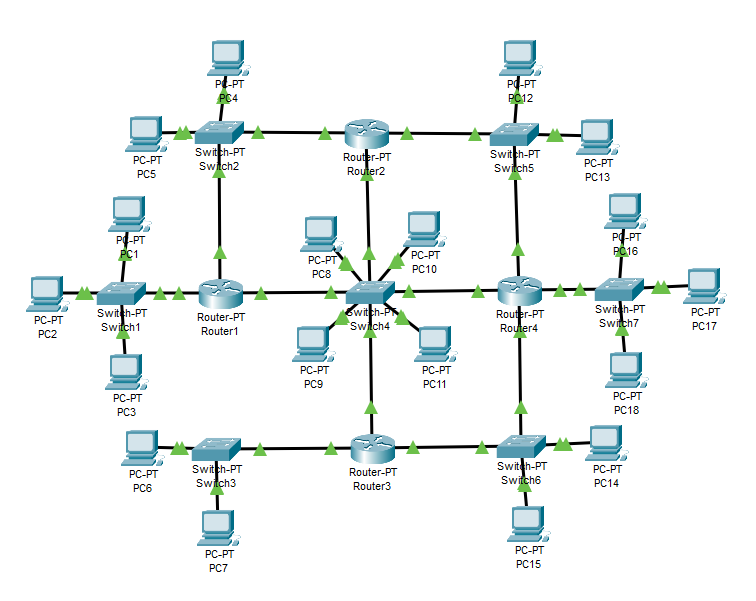 PC-PT
PC4
PC-PT
PC12
PC-PT
PC5
Switch-PT
Switch2
Router-PT
Router2
Switch-PT
Switch5
PC-PT
PC13
PC-PT
PC1
PC-PT
PC8
PC-PT
PC10
PC-PT
PC16
PC-PT
PC2
Switch-PT
Switch1
Router-PT
Router1
Switch-PT
Switch4
Router-PT
Router4
Switch-PT
Switch7
PC-PT
PC17
PC-PT
PC3
PC-PT
PC9
PC-PT
PC11
PC-PT
PC18
PC-PT
PC6
Switch-PT
Switch3
Router-PT
Router3
Switch-PT
Switch6
PC-PT
PC14
PC-PT
PC7
PC-PT
PC15